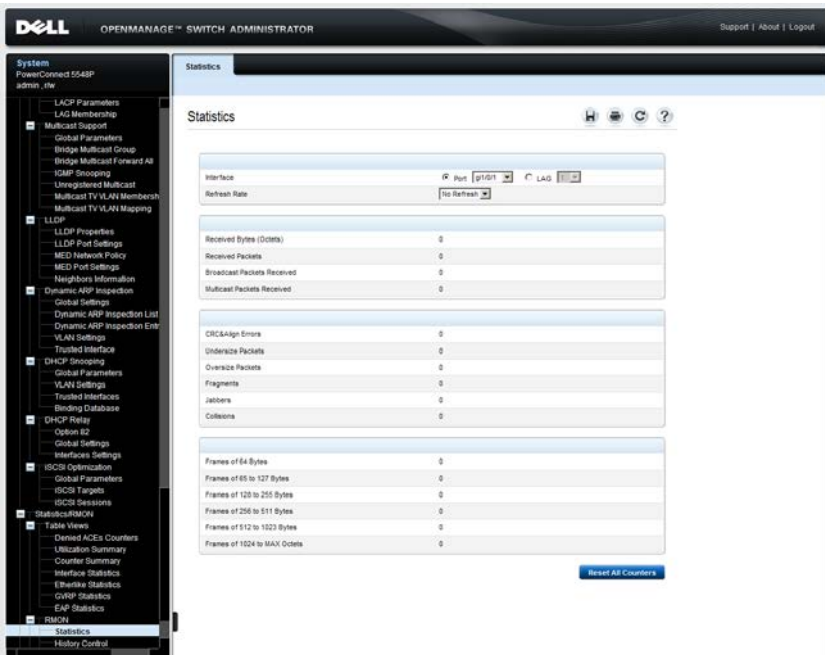 DELL OPENMANAGE™ SWITCH ADMINISTRATOR
Support | About | Logout
System
PowerConnect 5548P
admin , r/w
LACP Parameters
LAG Membership
Multicast Support
Global Parameters
Bridge Multicast Group
Bridge Multicast Forward All
IGMP Snooping
Unregistered Multicast
Multicast TV VLAN Membersh
Multicast TV VLAN Mapping
LLDP
LLDP Properties
LLDP Port Settings
MED Network Policy
MED Port Settings
Neighbors Information
Dynamic ARP Inspection
Global Settings
Dynamic ARP Inspection List
Dynamic ARP Inspection Entr
VLAN Settings
Trusted Interface
DHCP Snooping
Global Parameters
VLAN Settings
Trusted Interfaces
Binding Database
DHCP Relay
Option 82
Global Settings
Interfaces Settings
iSCSI Optimization
Global Parameters
iSCSI Targets
iSCSI Sessions
Statistics/RMON
Table Views
Denied ACEs Counters
Utilization Summary
Counter Summary
Interface Statistics
Etherlike Statistics
GVRP Statistics
EAP Statistics
RMON
Statistics
History Control
Statistics
Statistics
Interface Port gi1/0/1 LAG 1
Refresh Rate No Refresh
Received Bytes (Octets) 0
Received Packets 0
Broadcast Packets Received 0
Multicast Packets Received 0
CRC&Align Errors 0
Undersize Packets 0
Oversize Packets 0
Fragments 0
Jabbers 0
Collisions 0
Frames of 64 Bytes 0
Frames of 65 to 127 Bytes 0
Frames of 128 to 255 Bytes 0
Frames of 256 to 511 Bytes 0
Frames of 512 to 1023 Bytes 0
Frames of 1024 to MAX Octets 0
Reset All Counters